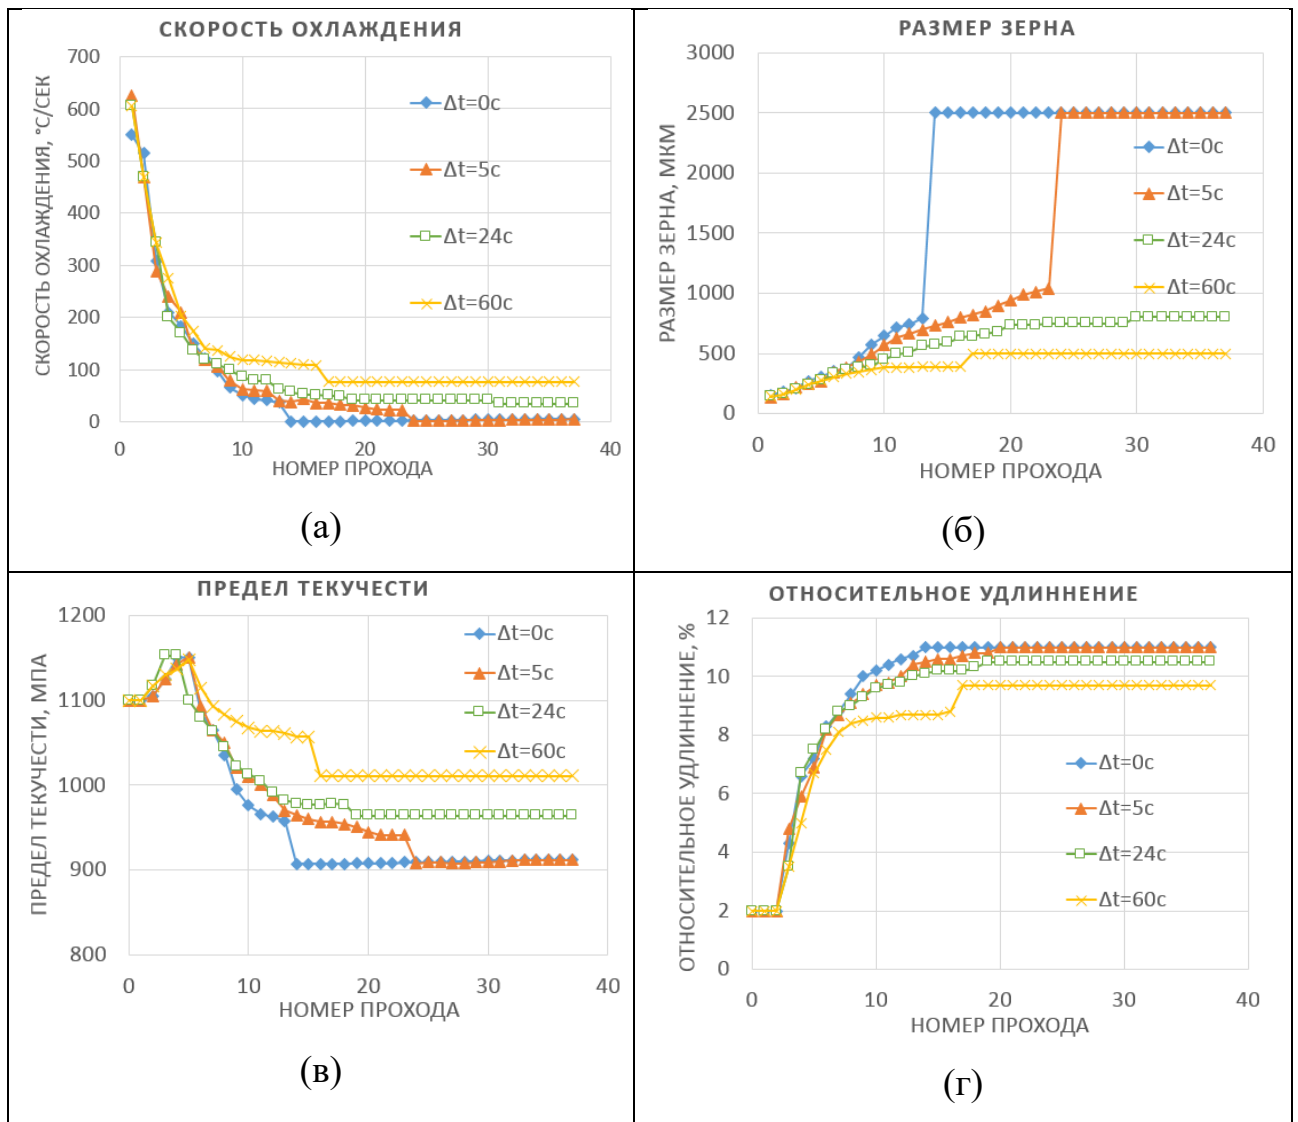 СКОРОСТЬ ОХЛАЖДЕНИЯ
СКОРОСТЬ ОХЛАЖДЕНИЯ, °С/СЕК
700
600
500
400
300
200
100
0
Δt=0c
Δt=5c
Δt=24c
Δt=60c
0 10 20 30 40
НОМЕР ПРОХОДА
(а)
РАЗМЕР ЗЕРНА
РАЗМЕР ЗЕРНА, МКМ
3000
2500
2000
1500
1000
500
0
Δt=0c
Δt=5c
Δt=24c
Δt=60c
0 10 20 30 40
НОМЕР ПРОХОДА
(б)
ПРЕДЕЛ ТЕКУЧЕСТИ
ПРЕДЕЛ ТЕКУЧЕСТИ, МПА
1200
1100
1000
900
800
Δt=0c
Δt=5c
Δt=24c
Δt=60c
0 10 20 30 40
НОМЕР ПРОХОДА
(в)
ОТНОСИТЕЛЬНОЕ УДЛИННЕНИЕ
ОТНОСИТЕЛЬНОЕ УДЛИННЕНИЕ, %
12
10
8
6
4
2
0
Δt=0c
Δt=5c
Δt=24c
Δt=60c
0 10 20 30 40
НОМЕР ПРОХОДА
(г)